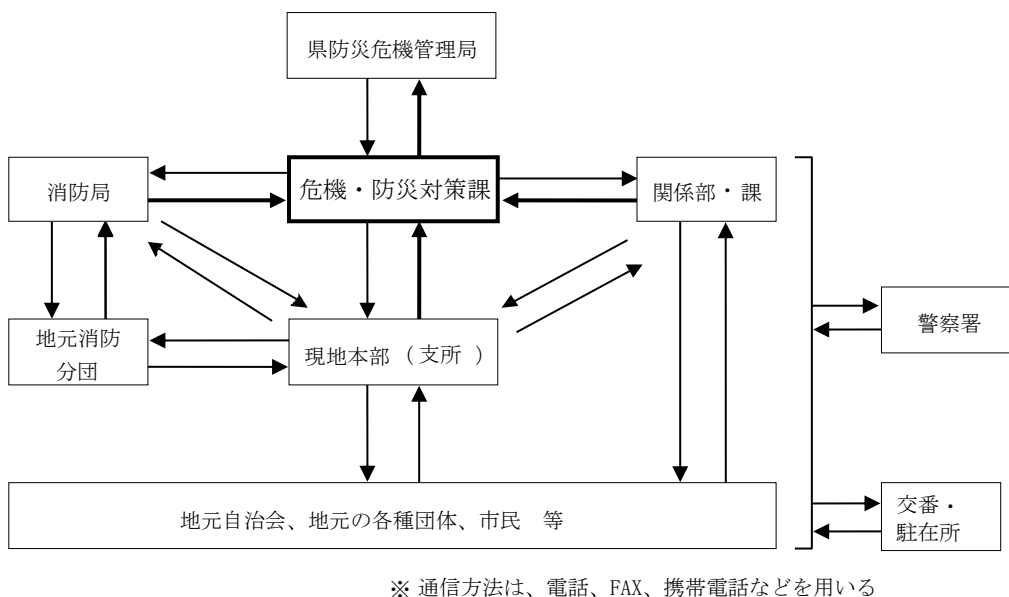 県防災危機管理局
消防局
危機・防災対策課
関係部・課
地元消防
分団
現地本部（支所）
警察署
地元自治会、地元の各種団体、市民　等
交番・
駐在所
※ 通信方法は、電話、FAX、携帯電話などを用いる